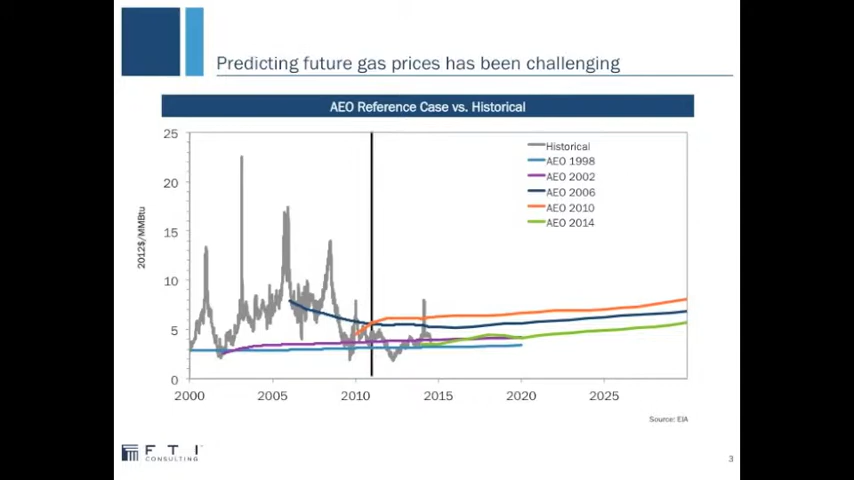 Predicting future gas prices has been challenging
AEO Reference Case vs. Historical
25
20
15
10
5
0
2012$/MMBtu
Historical
AEO 1998
AEO 2002
AEO 2006
AEO 2010
AEO 2014
2000 2005 2010 2015 2020 2025
Source: EIA
F T I
CONSULTING
3